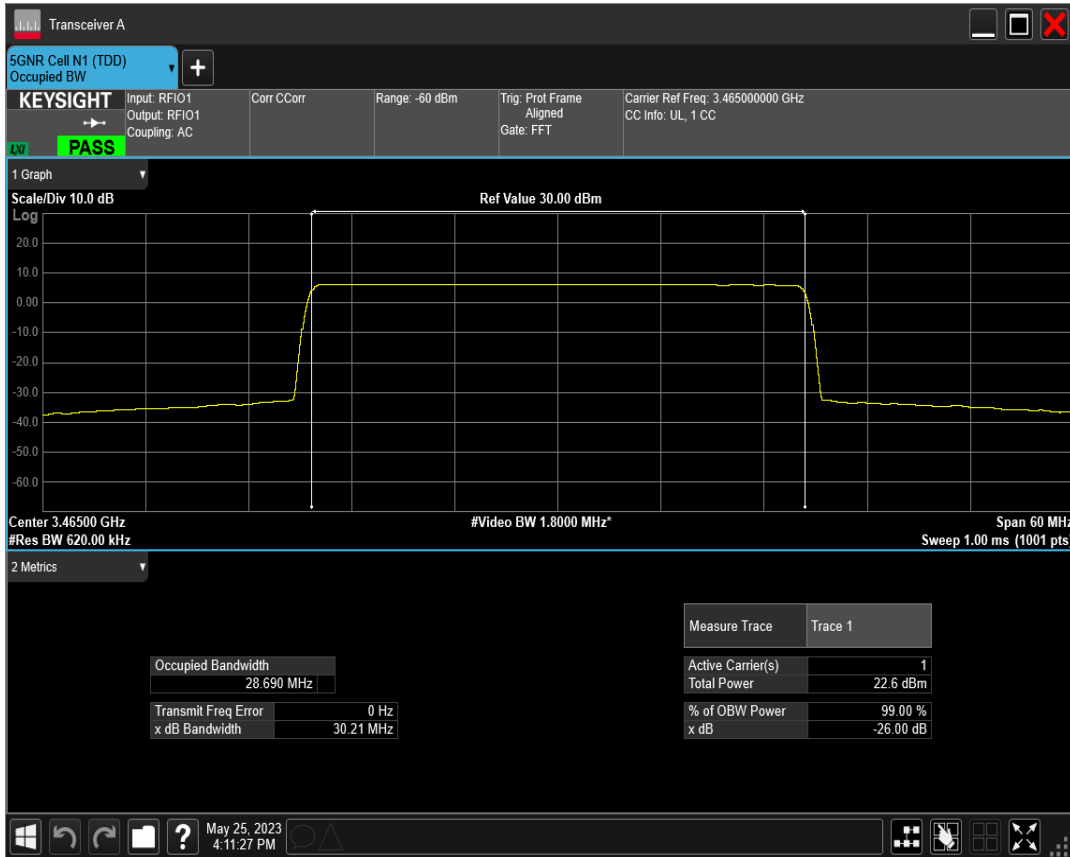 Transceiver A
5GNR Cell N1 (TDD)
Occupied BW
+
KEYSIGHT
LXI
PASS
Input: RFIO1
Output: RFIO1
Coupling: AC
Corr CCorr
Range: -60 dBm
Trig: Prot Frame
Aligned
Gate: FFT
Carrier Ref Freq: 3.465000000 GHz
CC Info: UL, 1 CC
1 Graph
Scale/Div 10.0 dB
Ref Value 30.00 dBm
Log
20.0
10.0
0.00
-10.0
-20.0
-30.0
-40.0
-50.0
-60.0
Center 3.46500 GHz
#Video BW 1.8000 MHz*
Span 60 MHz
#Res BW 620.00 kHz
Sweep 1.00 ms (1001 pts)
2 Metrics
Measure Trace Trace 1
Occupied Bandwidth
28.690 MHz
Active Carrier(s) 1
Total Power 22.6 dBm
Transmit Freq Error 0 Hz
x dB Bandwidth 30.21 MHz
% of OBW Power 99.00 %
x dB -26.00 dB
?
May 25, 2023
4:11:27 PM